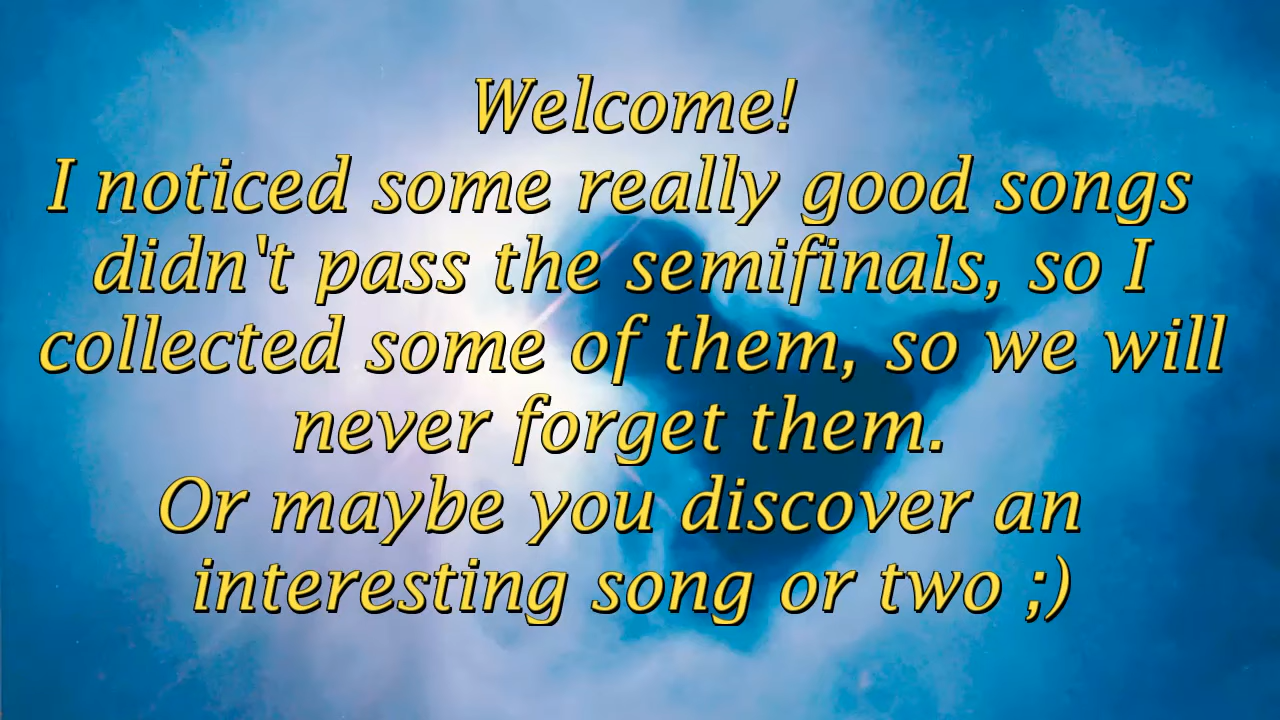 Welcome!
I noticed some really good songs
didn't pass the semifinals, so I
collected some of them, so we will
never forget them.
Or maybe you discover an
interesting song or two ;)